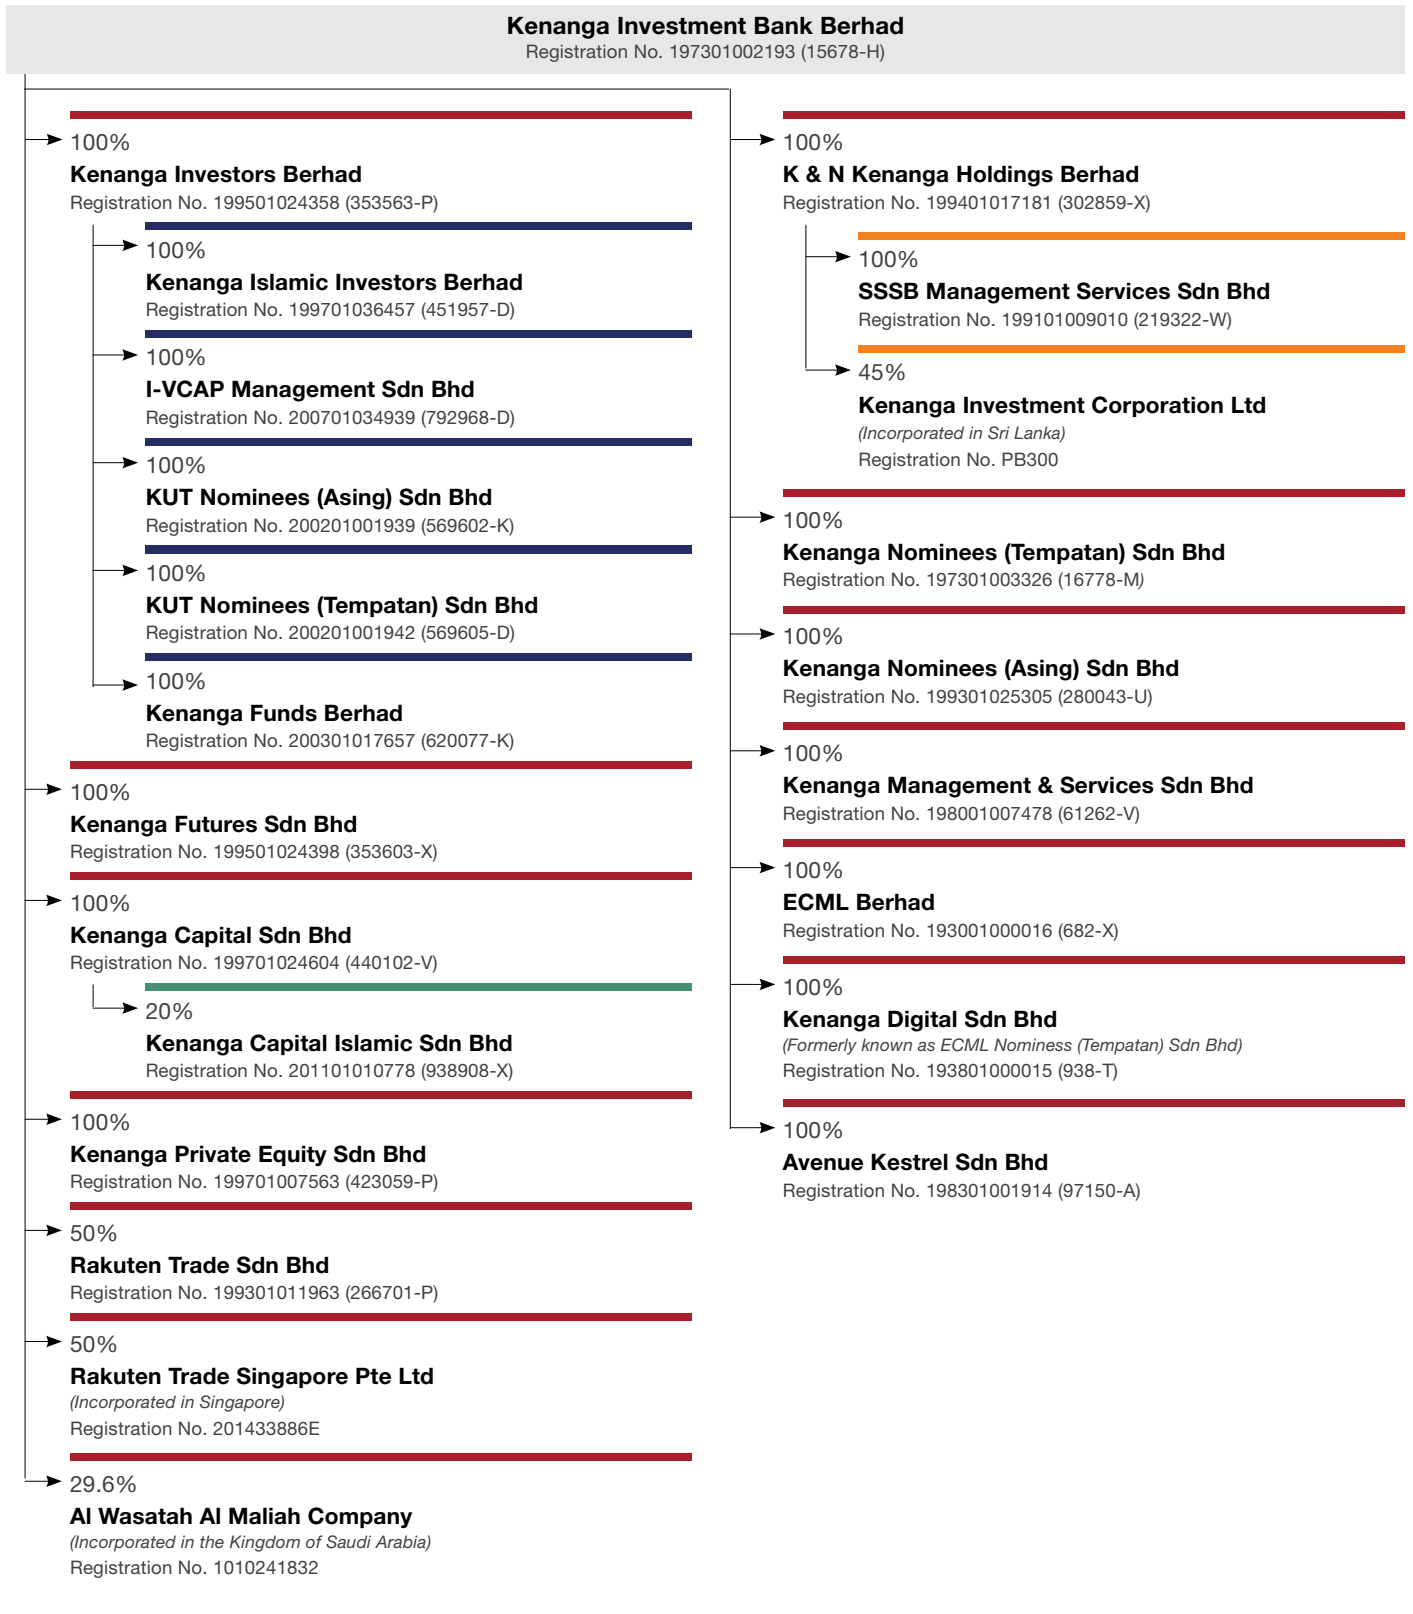 Kenanga Investment Bank Berhad
Registration No. 197301002193 (15678-H)
100%
Kenanga Investors Berhad
Registration No. 199501024358 (353563-P)
100%
Kenanga Islamic Investors Berhad
Registration No. 199701036457 (451957-D)
100%
I-VCAP Management Sdn Bhd
Registration No. 200701034939 (792968-D)
100%
KUT Nominees (Asing) Sdn Bhd
Registration No. 200201001939 (569602-K)
100%
KUT Nominees (Tempatan) Sdn Bhd
Registration No. 200201001942 (569605-D)
100%
Kenanga Funds Berhad
Registration No. 200301017657 (620077-K)
100%
Kenanga Futures Sdn Bhd
Registration No. 199501024398 (353603-X)
100%
Kenanga Capital Sdn Bhd
Registration No. 199701024604 (440102-V)
20%
Kenanga Capital Islamic Sdn Bhd
Registration No. 201101010778 (938908-X)
100%
Kenanga Private Equity Sdn Bhd
Registration No. 199701007563 (423059-P)
50%
Rakuten Trade Sdn Bhd
Registration No. 199301011963 (266701-P)
50%
Rakuten Trade Singapore Pte Ltd
(Incorporated in Singapore)
Registration No. 201433886E
29.6%
Al Wasatah Al Maliah Company
(Incorporated in the Kingdom of Saudi Arabia)
Registration No. 1010241832
100%
K & N Kenanga Holdings Berhad
Registration No. 199401017181 (302859-X)
100%
SSSB Management Services Sdn Bhd
Registration No. 199101009010 (219322-W)
45%
Kenanga Investment Corporation Ltd
(Incorporated in Sri Lanka)
Registration No. PB300
100%
Kenanga Nominees (Tempatan) Sdn Bhd
Registration No. 197301003326 (16778-M)
100%
Kenanga Nominees (Asing) Sdn Bhd
Registration No. 199301025305 (280043-U)
100%
Kenanga Management & Services Sdn Bhd
Registration No. 198001007478 (61262-V)
100%
ECML Berhad
Registration No. 193001000016 (682-X)
100%
Kenanga Digital Sdn Bhd
(Formerly known as ECML Nominess (Tempatan) Sdn Bhd)
Registration No. 193801000015 (938-T)
100%
Avenue Kestrel Sdn Bhd
Registration No. 198301001914 (97150-A)